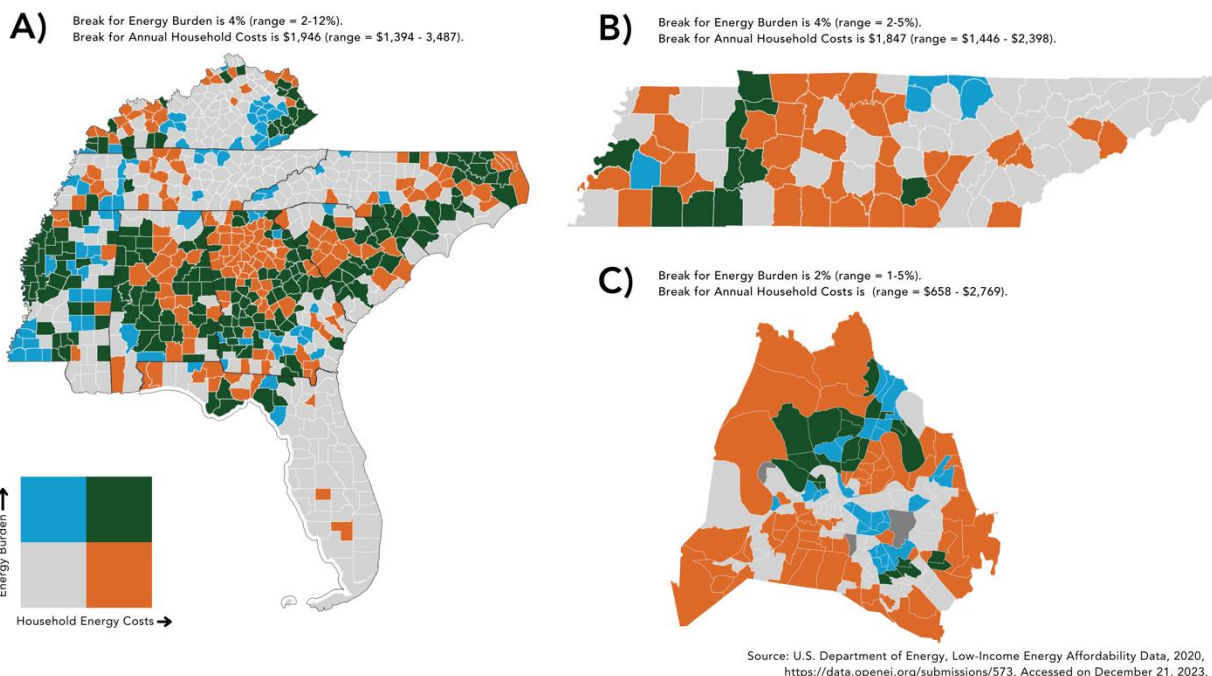 A)
Break for Energy Burden is 4% (range = 2-12%).
Break for Annual Household Costs is $1,946 (range = $1,394 - 3,487).
B)
Break for Energy Burden is 4% (range = 2-5%).
Break for Annual Household Costs is $1,847 (range = $1,446 - $2,398).
C)
Break for Energy Burden is 2% (range = 1-5%).
Break for Annual Household Costs is (range = $658 - $2,769).
Energy Burden →
Household Energy Costs →
Source: U.S. Department of Energy, Low-Income Energy Affordability Data, 2020,
https://data.openei.org/submissions/573. Accessed on December 21, 2023.